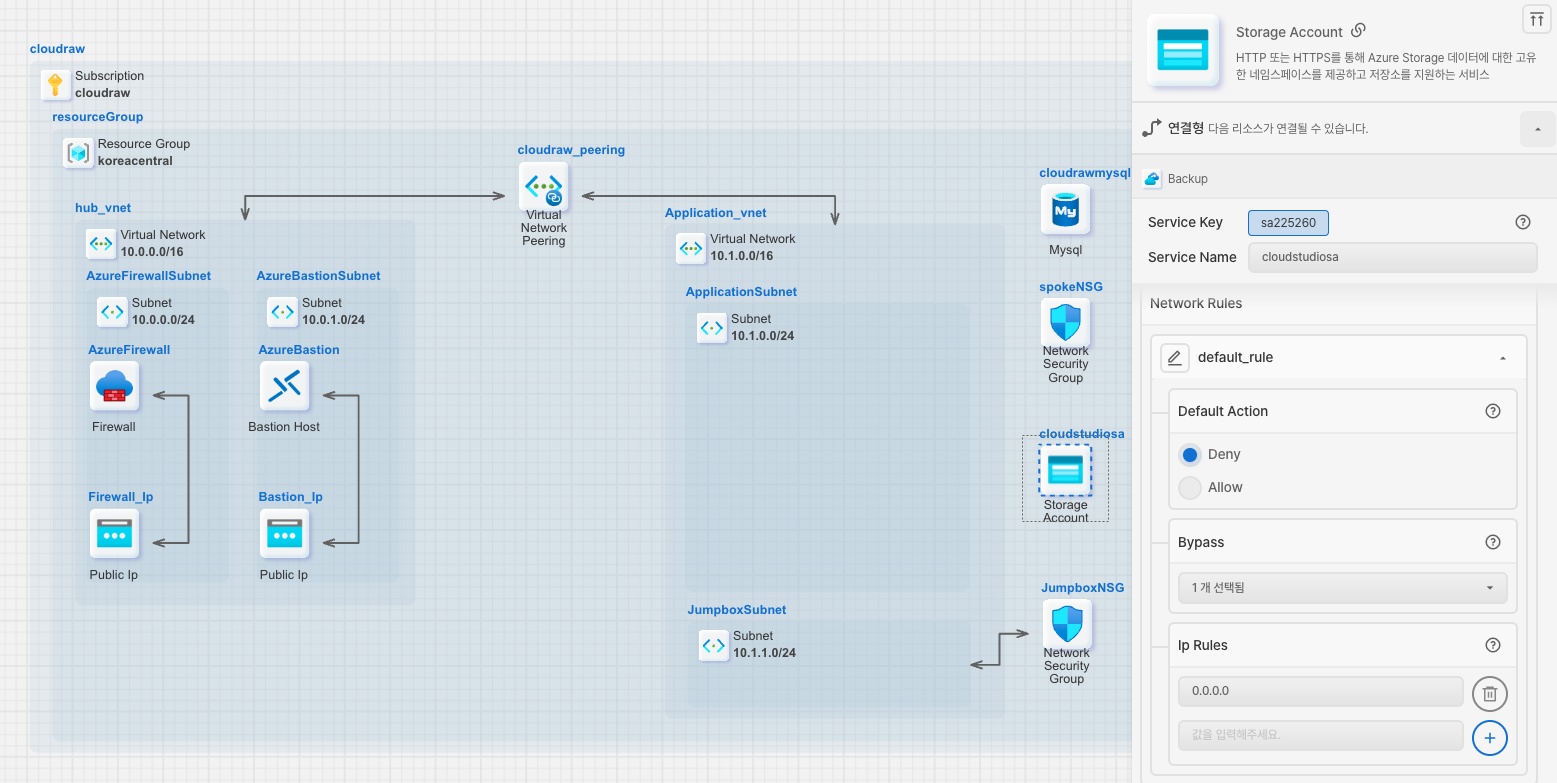 cloudraw
Subscription
cloudraw
resourceGroup
Resource Group
koreacentral
cloudraw_peering
Virtual
Network
Peering
hub_vnet
Virtual Network
10.0.0.0/16
AzureFirewallSubnet
Subnet
10.0.0.0/24
AzureFirewall
Firewall
Firewall_Ip
Public Ip
AzureBastionSubnet
Subnet
10.0.1.0/24
AzureBastion
Bastion Host
Bastion_Ip
Public Ip
Application_vnet
Virtual Network
10.1.0.0/16
ApplicationSubnet
Subnet
10.1.0.0/24
JumpboxSubnet
Subnet
10.1.1.0/24
cloudrawmysql
My
Mysql
spokeNSG
Network
Security
Group
cloudstudiosa
Storage
Account
JumpboxNSG
Network
Security
Group
Storage Account
HTTP 또는 HTTPS를 통해 Azure Storage 데이터에 대한 고유
한 네임스페이스를 제공하고 저장소를 지원하는 서비스
연결형 다음 리소스가 연결될 수 있습니다.
Backup
Service Key sa225260
Service Name cloudstudiosa
Network Rules
default_rule
Default Action
Deny
Allow
Bypass
1 개 선택됨
Ip Rules
0.0.0.0
값을 입력해주세요.